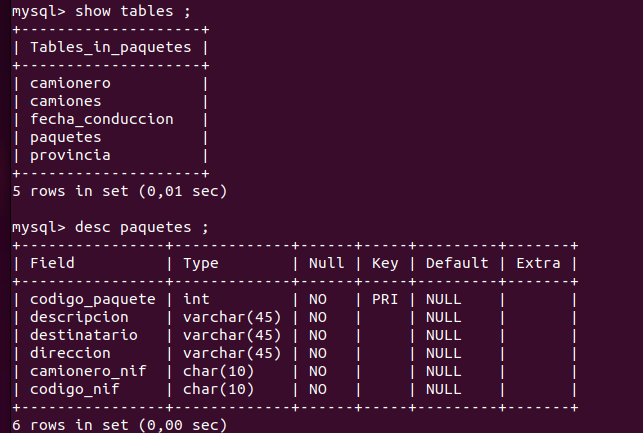 mysql> show tables ;
+--------------------+
| Tables_in_paquetes |
+--------------------+
| camionero          |
| camiones           |
| fecha_conduccion   |
| paquetes           |
| provincia          |
+--------------------+
5 rows in set (0,01 sec)

mysql> desc paquetes ;
+----------------+-------------+------+-----+---------+-------+
| Field          | Type        | Null | Key | Default | Extra |
+----------------+-------------+------+-----+---------+-------+
| codigo_paquete | int         | NO   | PRI | NULL    |       |
| descripcion    | varchar(45) | NO   |     | NULL    |       |
| destinatario   | varchar(45) | NO   |     | NULL    |       |
| direccion      | varchar(45) | NO   |     | NULL    |       |
| camionero_nif  | char(10)    | NO   |     | NULL    |       |
| codigo_nif     | char(10)    | NO   |     | NULL    |       |
+----------------+-------------+------+-----+---------+-------+
6 rows in set (0,00 sec)